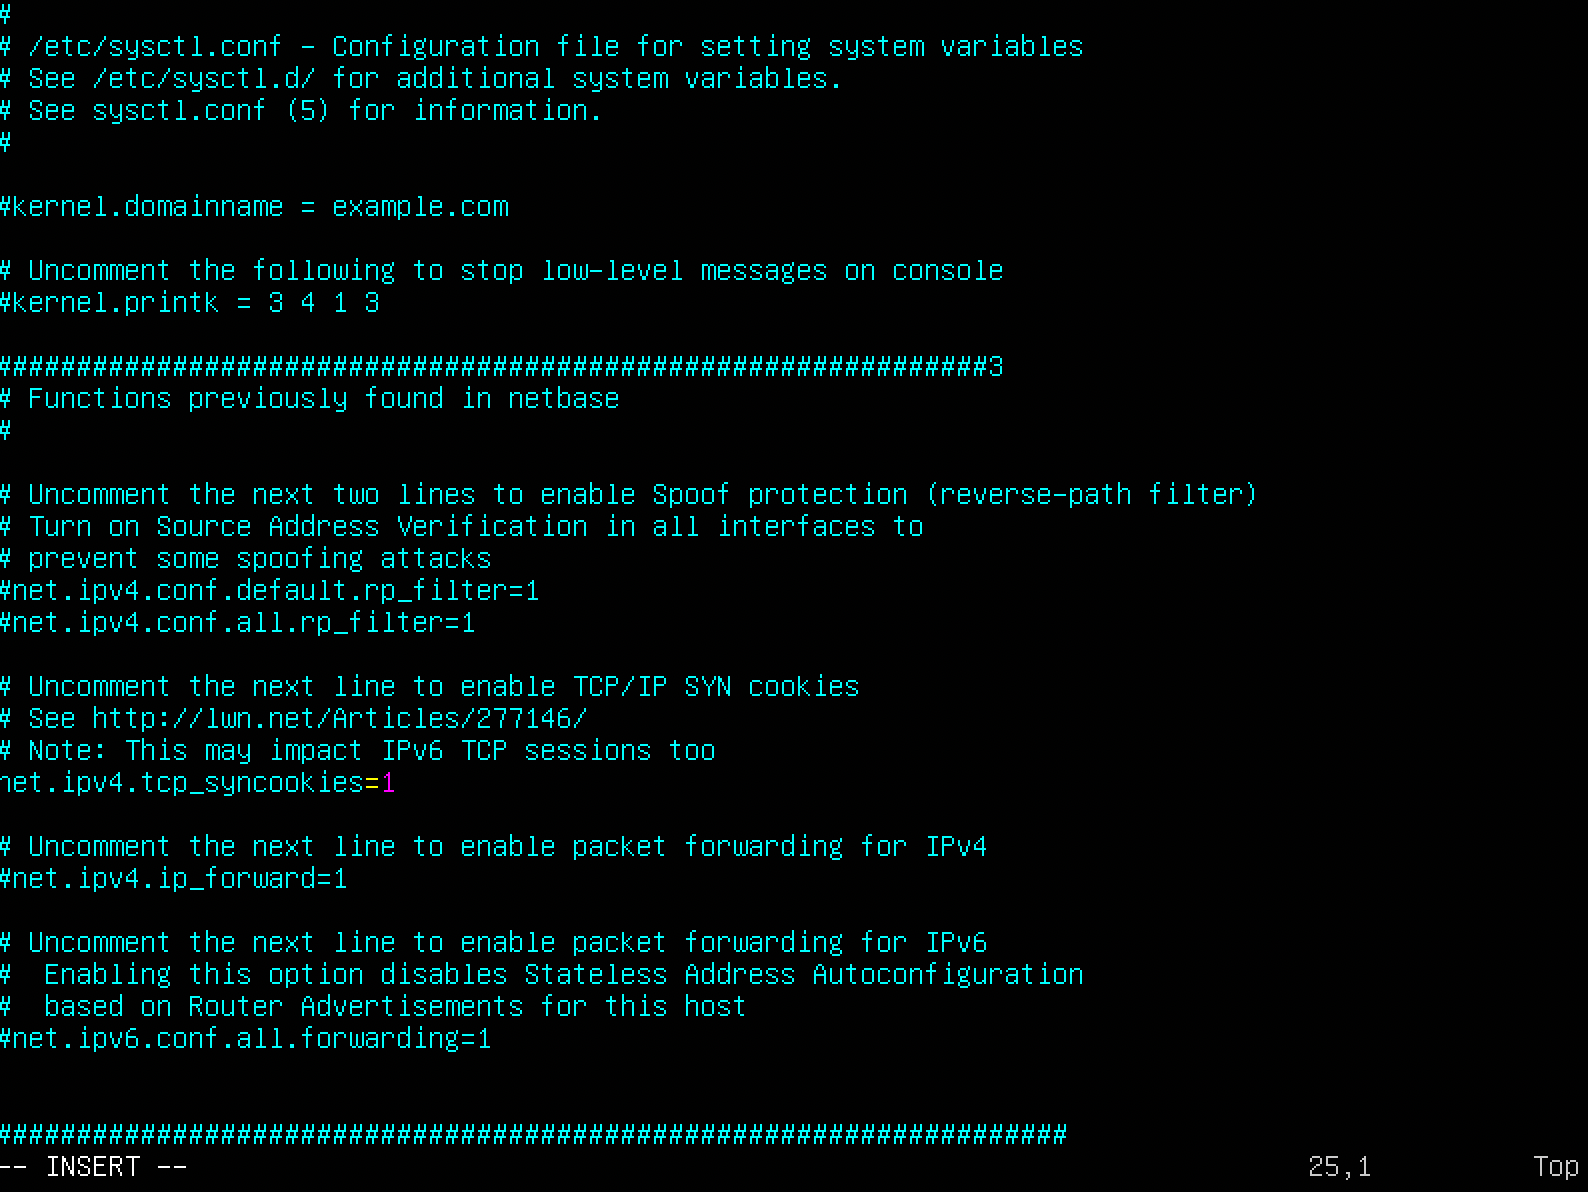 #
# /etc/sysctl.conf - Configuration file for setting system variables
# See /etc/sysctl.d/ for additional system variables.
# See sysctl.conf (5) for information.
#

#kernel.domainname = example.com

# Uncomment the following to stop low-level messages on console
#kernel.printk = 3 4 1 3

##############################################################3
# Functions previously found in netbase
#

# Uncomment the next two lines to enable Spoof protection (reverse-path filter)
# Turn on Source Address Verification in all interfaces to
# prevent some spoofing attacks
#net.ipv4.conf.default.rp_filter=1
#net.ipv4.conf.all.rp_filter=1

# Uncomment the next line to enable TCP/IP SYN cookies
# See http://lwn.net/Articles/277146/
# Note: This may impact IPv6 TCP sessions too
net.ipv4.tcp_syncookies=1

# Uncomment the next line to enable packet forwarding for IPv4
#net.ipv4.ip_forward=1

# Uncomment the next line to enable packet forwarding for IPv6
#  Enabling this option disables Stateless Address Autoconfiguration
#  based on Router Advertisements for this host
#net.ipv6.conf.all.forwarding=1


###################################################################
-- INSERT -- 25,1 Top